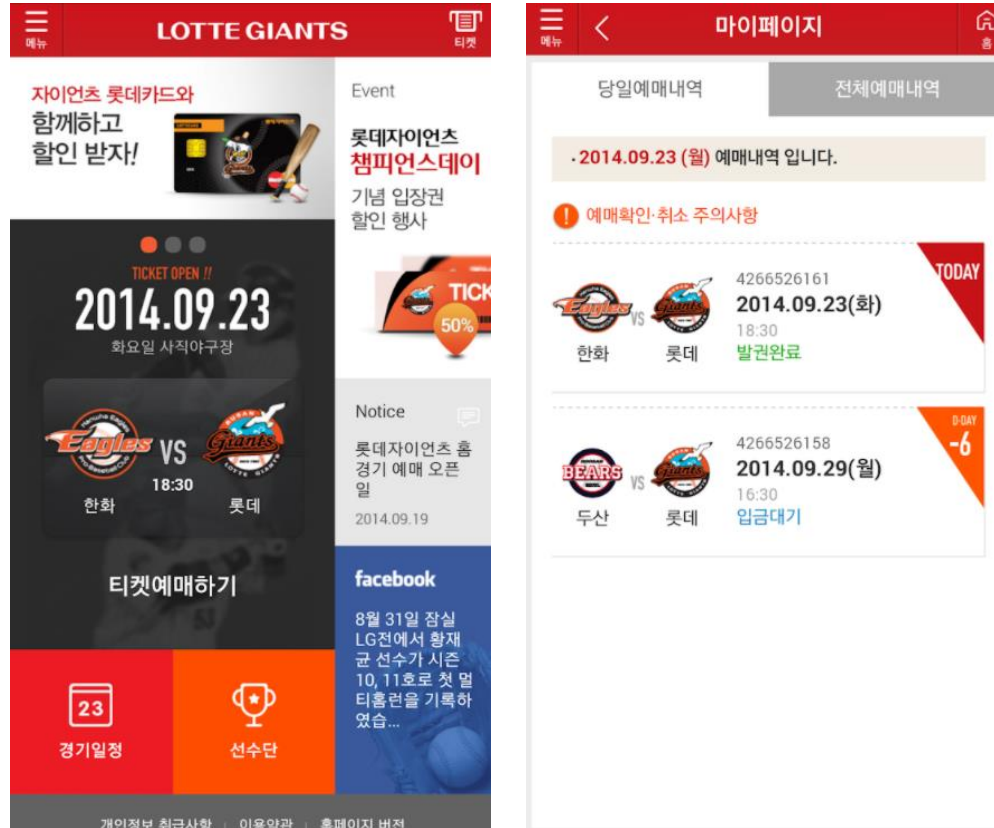 메뉴
LOTTE GIANTS
티켓
자이언츠 롯데카드와
함께하고
할인 받자!
TICKET OPEN !!
2014.09.23
화요일 사직야구장
Eagles
VS
Giants
LOTTE GIANTS
18:30
한화
롯데
티켓예매하기
23
경기일정
선수단
Event
롯데자이언츠
챔피언스데이
기념 입장권
할인 행사
TICK
50%
Notice
롯데자이언츠 홈
경기 예매 오픈
일
2014.09.19
facebook
8월 31일 잠실
LG전에서 황재
균 선수가 시즌
10, 11호로 첫 멀
티홈런을 기록하
였습...
개인정보 취급사항 | 이용약관 | 홈페이지 버전
메뉴
마이페이지
홈
당일예매내역
전체예매내역
· 2014.09.23 (월) 예매내역 입니다.
! 예매확인·취소 주의사항
TODAY
Eagles
VS
Giants
한화
롯데
4266526161
2014.09.23(화)
18:30
발권완료
D-DAY
-6
BEARS
VS
Giants
두산
롯데
4266526158
2014.09.29(월)
16:30
입금대기